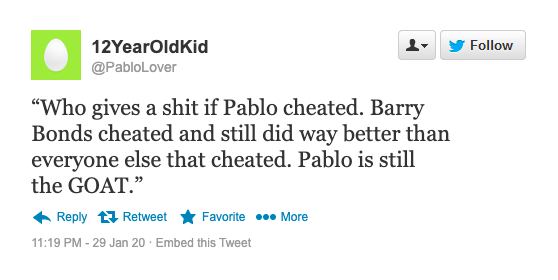 12YearOldKid
@PabloLover
Follow
“Who gives a shit if Pablo cheated. Barry
Bonds cheated and still did way better than
everyone else that cheated. Pablo is still
the GOAT.”
Reply Retweet Favorite More
11:19 PM - 29 Jan 20 · Embed this Tweet